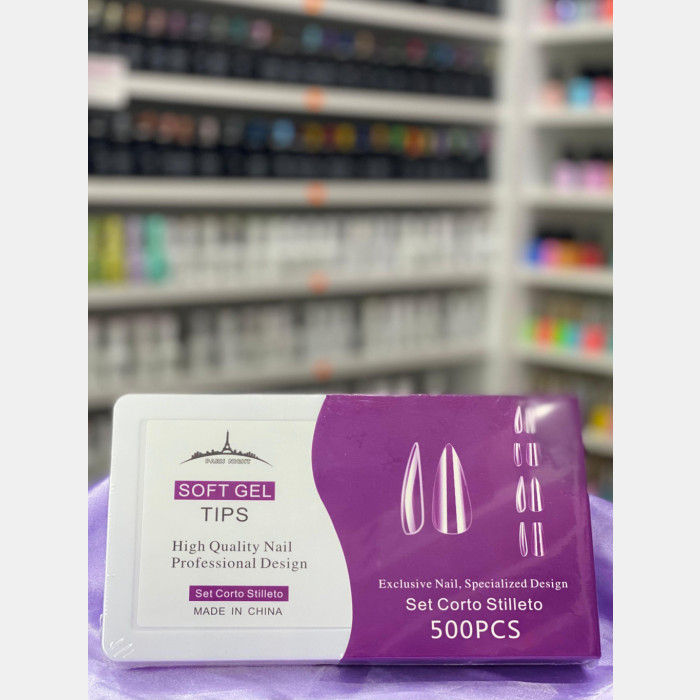 PARIS NIGHT
SOFT GEL
TIPS
High Quality Nail
Professional Design
Set Corto Stilleto
MADE IN CHINA
Exclusive Nail, Specialized Design
Set Corto Stilleto
500PCS